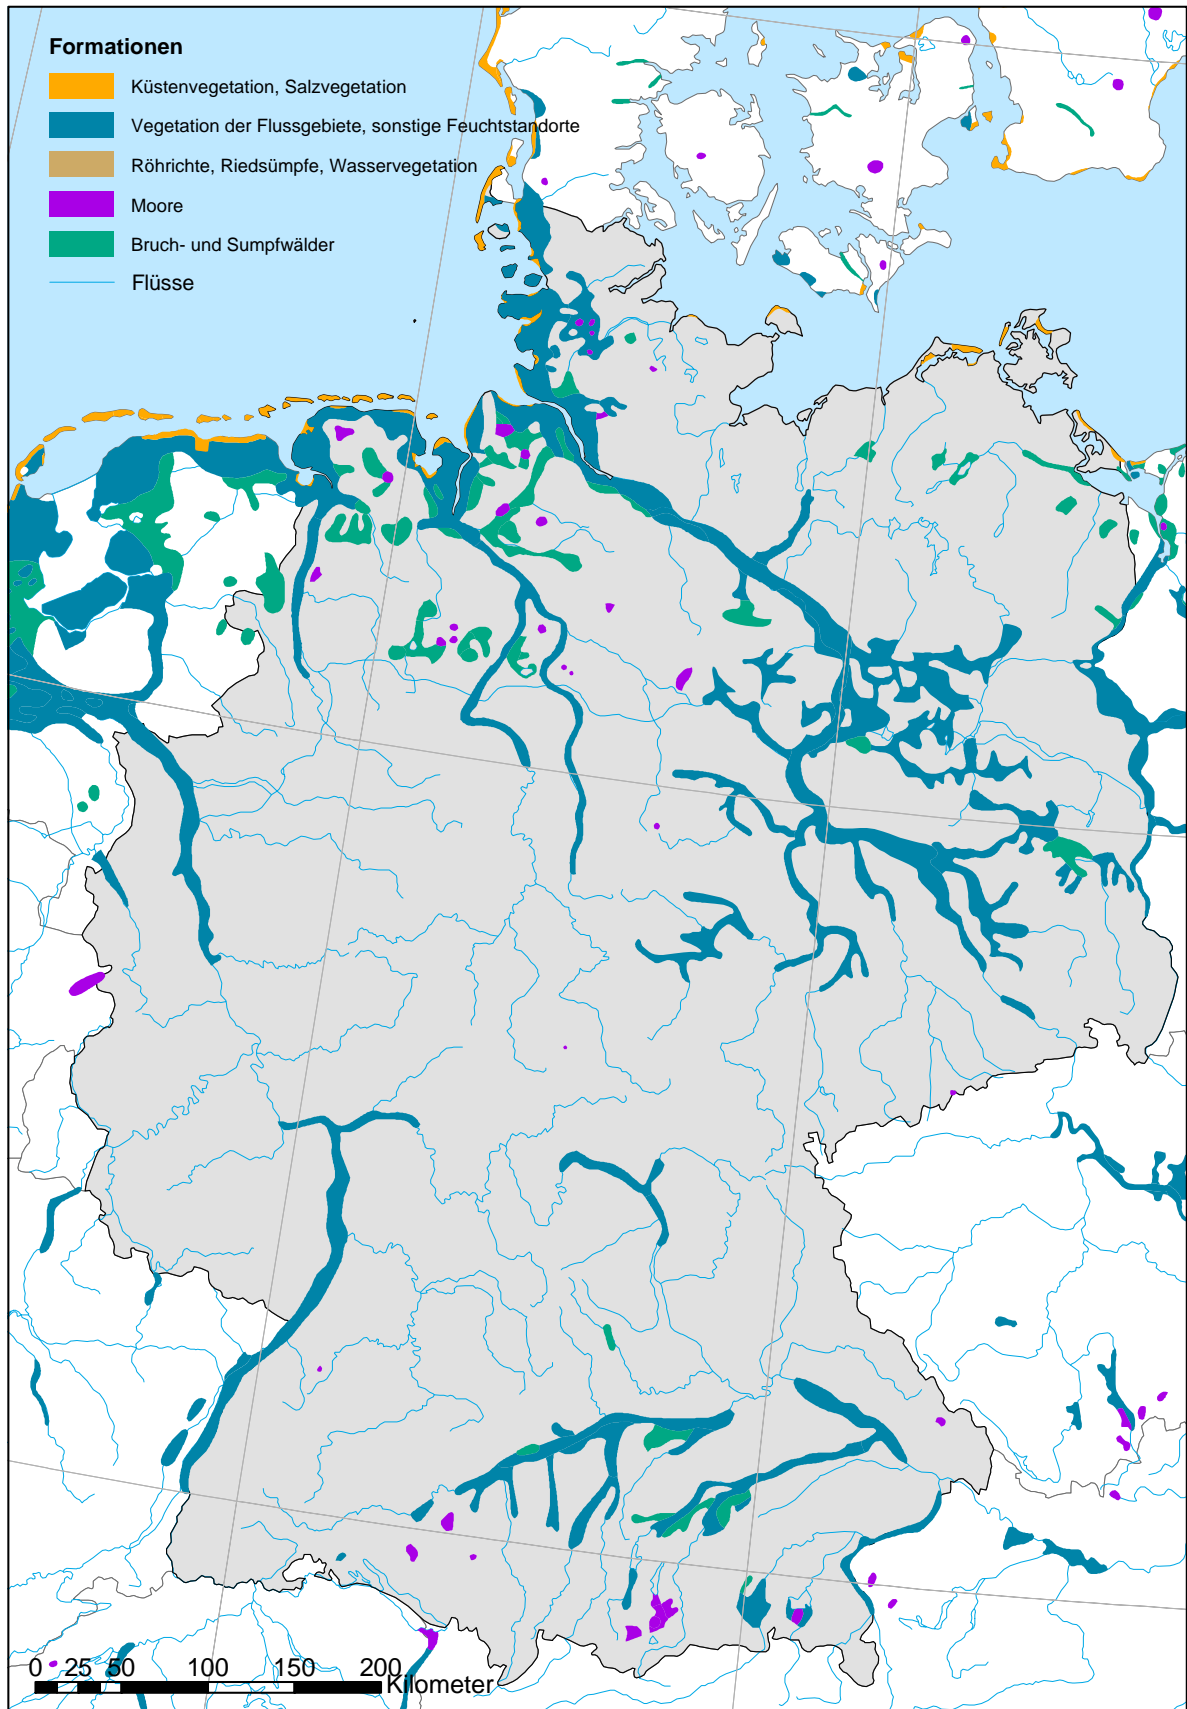 Formationen
Küstenvegetation, Salzvegetation
Vegetation der Flussgebiete, sonstige Feuchtstandorte
Röhrichte, Riedsümpfe, Wasservegetation
Moore
Bruch- und Sumpfwälder
Flüsse
0 25 50 100 150 200
Kilometer